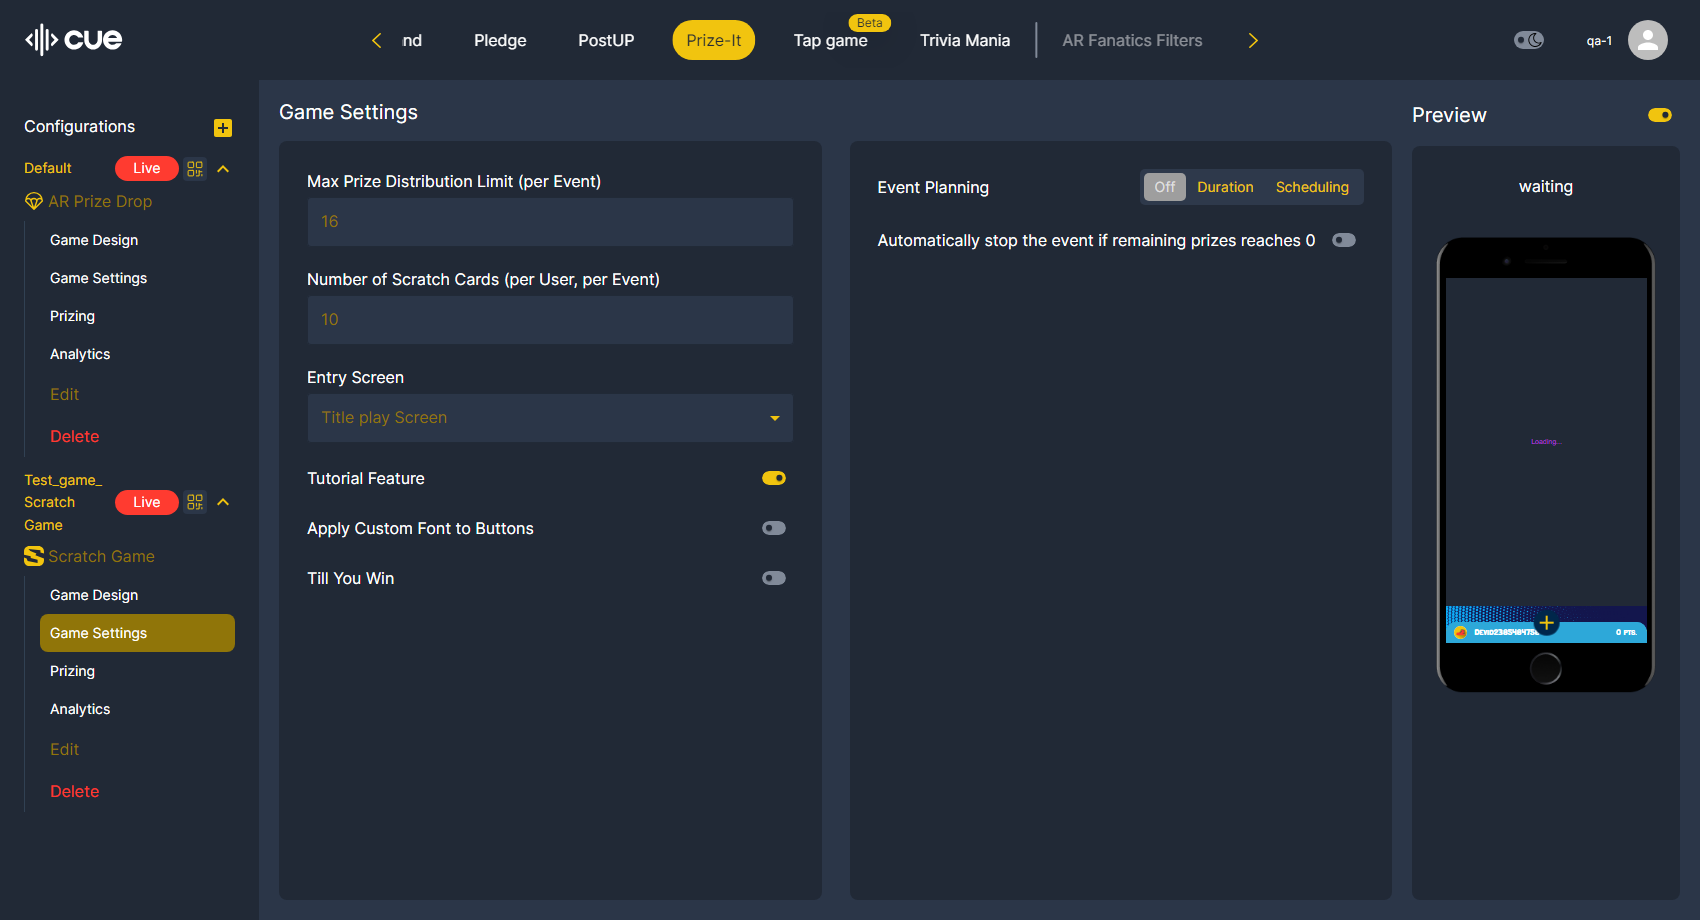 cue
nd
Pledge
PostUP
Prize-It
Beta
Tap game
Trivia Mania
AR Fanatics Filters
qa-1
Configurations
Default
Live
AR Prize Drop
Game Design
Game Settings
Prizing
Analytics
Edit
Delete
Test_game_
Scratch
Game
Live
Scratch Game
Game Design
Game Settings
Prizing
Analytics
Edit
Delete
Game Settings
Max Prize Distribution Limit (per Event)
16
Number of Scratch Cards (per User, per Event)
10
Entry Screen
Title play Screen
Tutorial Feature
Apply Custom Font to Buttons
Till You Win
Event Planning
Off
Duration
Scheduling
Automatically stop the event if remaining prizes reaches 0
Preview
waiting
Loading...
0 PTS.